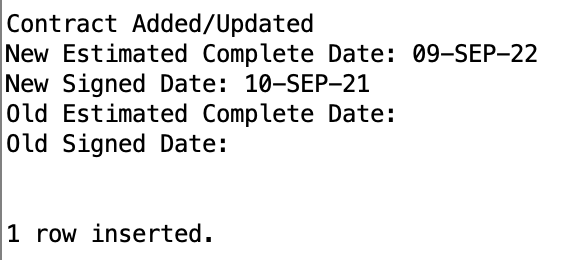 Contract Added/Updated
New Estimated Complete Date: 09-SEP-22
New Signed Date: 10-SEP-21
Old Estimated Complete Date:
Old Signed Date:
1 row inserted.